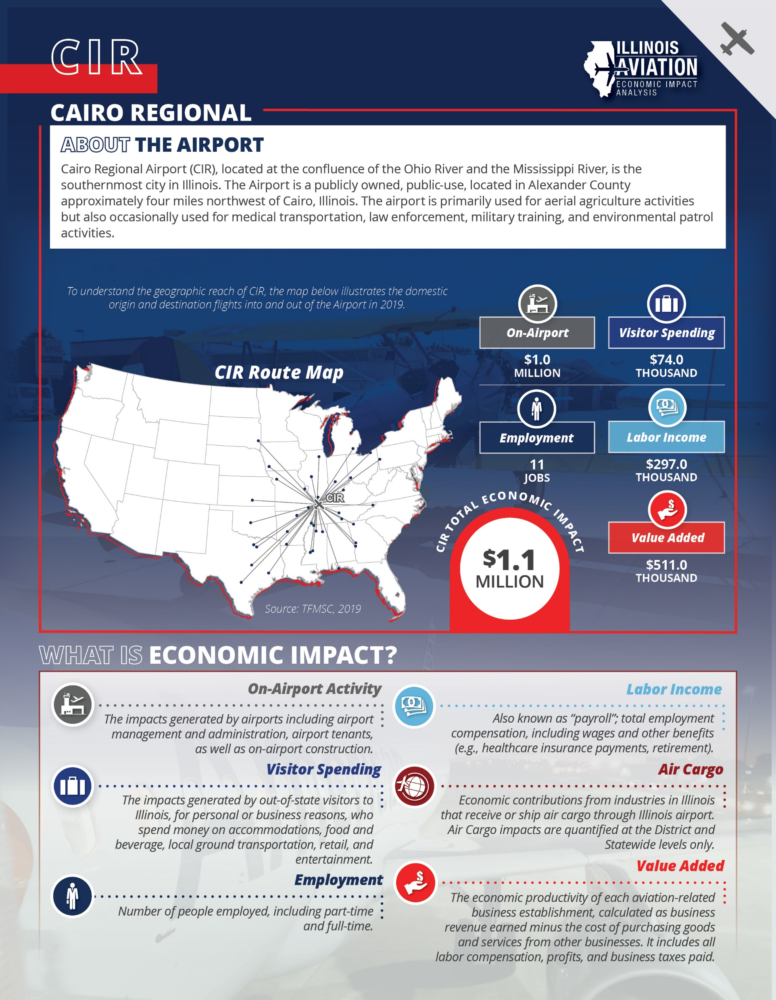 CIR
ILLINOIS
AVIATION
ECONOMIC IMPACT
ANALYSIS
CAIRO REGIONAL
ABOUT THE AIRPORT
Cairo Regional Airport (CIR), located at the confluence of the Ohio River and the Mississippi River, is the
southernmost city in Illinois. The Airport is a publicly owned, public-use, located in Alexander County
approximately four miles northwest of Cairo, Illinois. The airport is primarily used for aerial agriculture activities
but also occasionally used for medical transportation, law enforcement, military training, and environmental patrol
activities.
To understand the geographic reach of CIR, the map below illustrates the domestic
origin and destination flights into and out of the Airport in 2019.
CIR Route Map
CIR
Source: TFMSC, 2019
On-Airport
$1.0
MILLION
Visitor Spending
$74.0
THOUSAND
Employment
11
JOBS
Labor Income
$297.0
THOUSAND
CIR TOTAL ECONOMIC IMPACT
$1.1
MILLION
Value Added
$511.0
THOUSAND
WHAT IS ECONOMIC IMPACT?
On-Airport Activity
The impacts generated by airports including airport
management and administration, airport tenants,
as well as on-airport construction.
Visitor Spending
The impacts generated by out-of-state visitors to
Illinois, for personal or business reasons, who
spend money on accommodations, food and
beverage, local ground transportation, retail, and
entertainment.
Employment
Number of people employed, including part-time
and full-time.
Labor Income
Also known as “payroll”; total employment
compensation, including wages and other benefits
(e.g., healthcare insurance payments, retirement).
Air Cargo
Economic contributions from industries in Illinois
that receive or ship air cargo through Illinois airport.
Air Cargo impacts are quantified at the District and
Statewide levels only.
Value Added
The economic productivity of each aviation-related
business establishment, calculated as business
revenue earned minus the cost of purchasing goods
and services from other businesses. It includes all
labor compensation, profits, and business taxes paid.